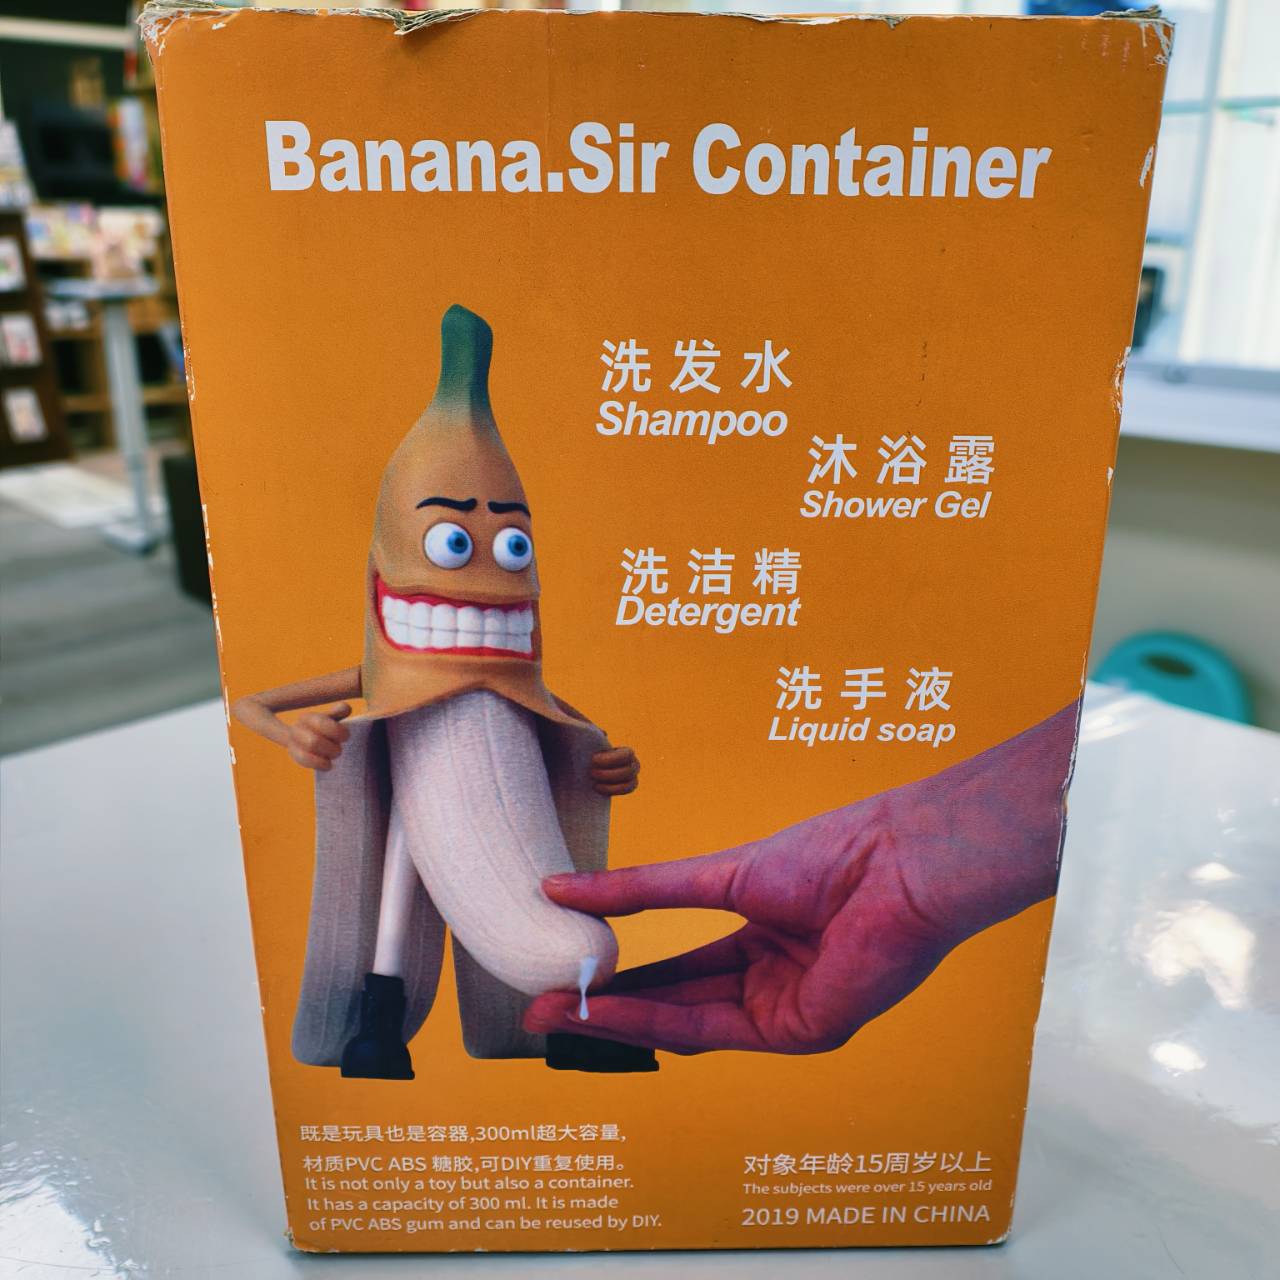 Banana.Sir Container
洗发水
Shampoo
沐浴露
Shower Gel
洗洁精
Detergent
洗手液
Liquid soap
既是玩具也是容器,300ml超大容量,
材质PVC ABS 糖胶,可DIY重复使用。
It is not only a toy but also a container.
It has a capacity of 300 ml. It is made
of PVC ABS gum and can be reused by DIY.
对象年龄15周岁以上
The subjects were over 15 years old
2019 MADE IN CHINA